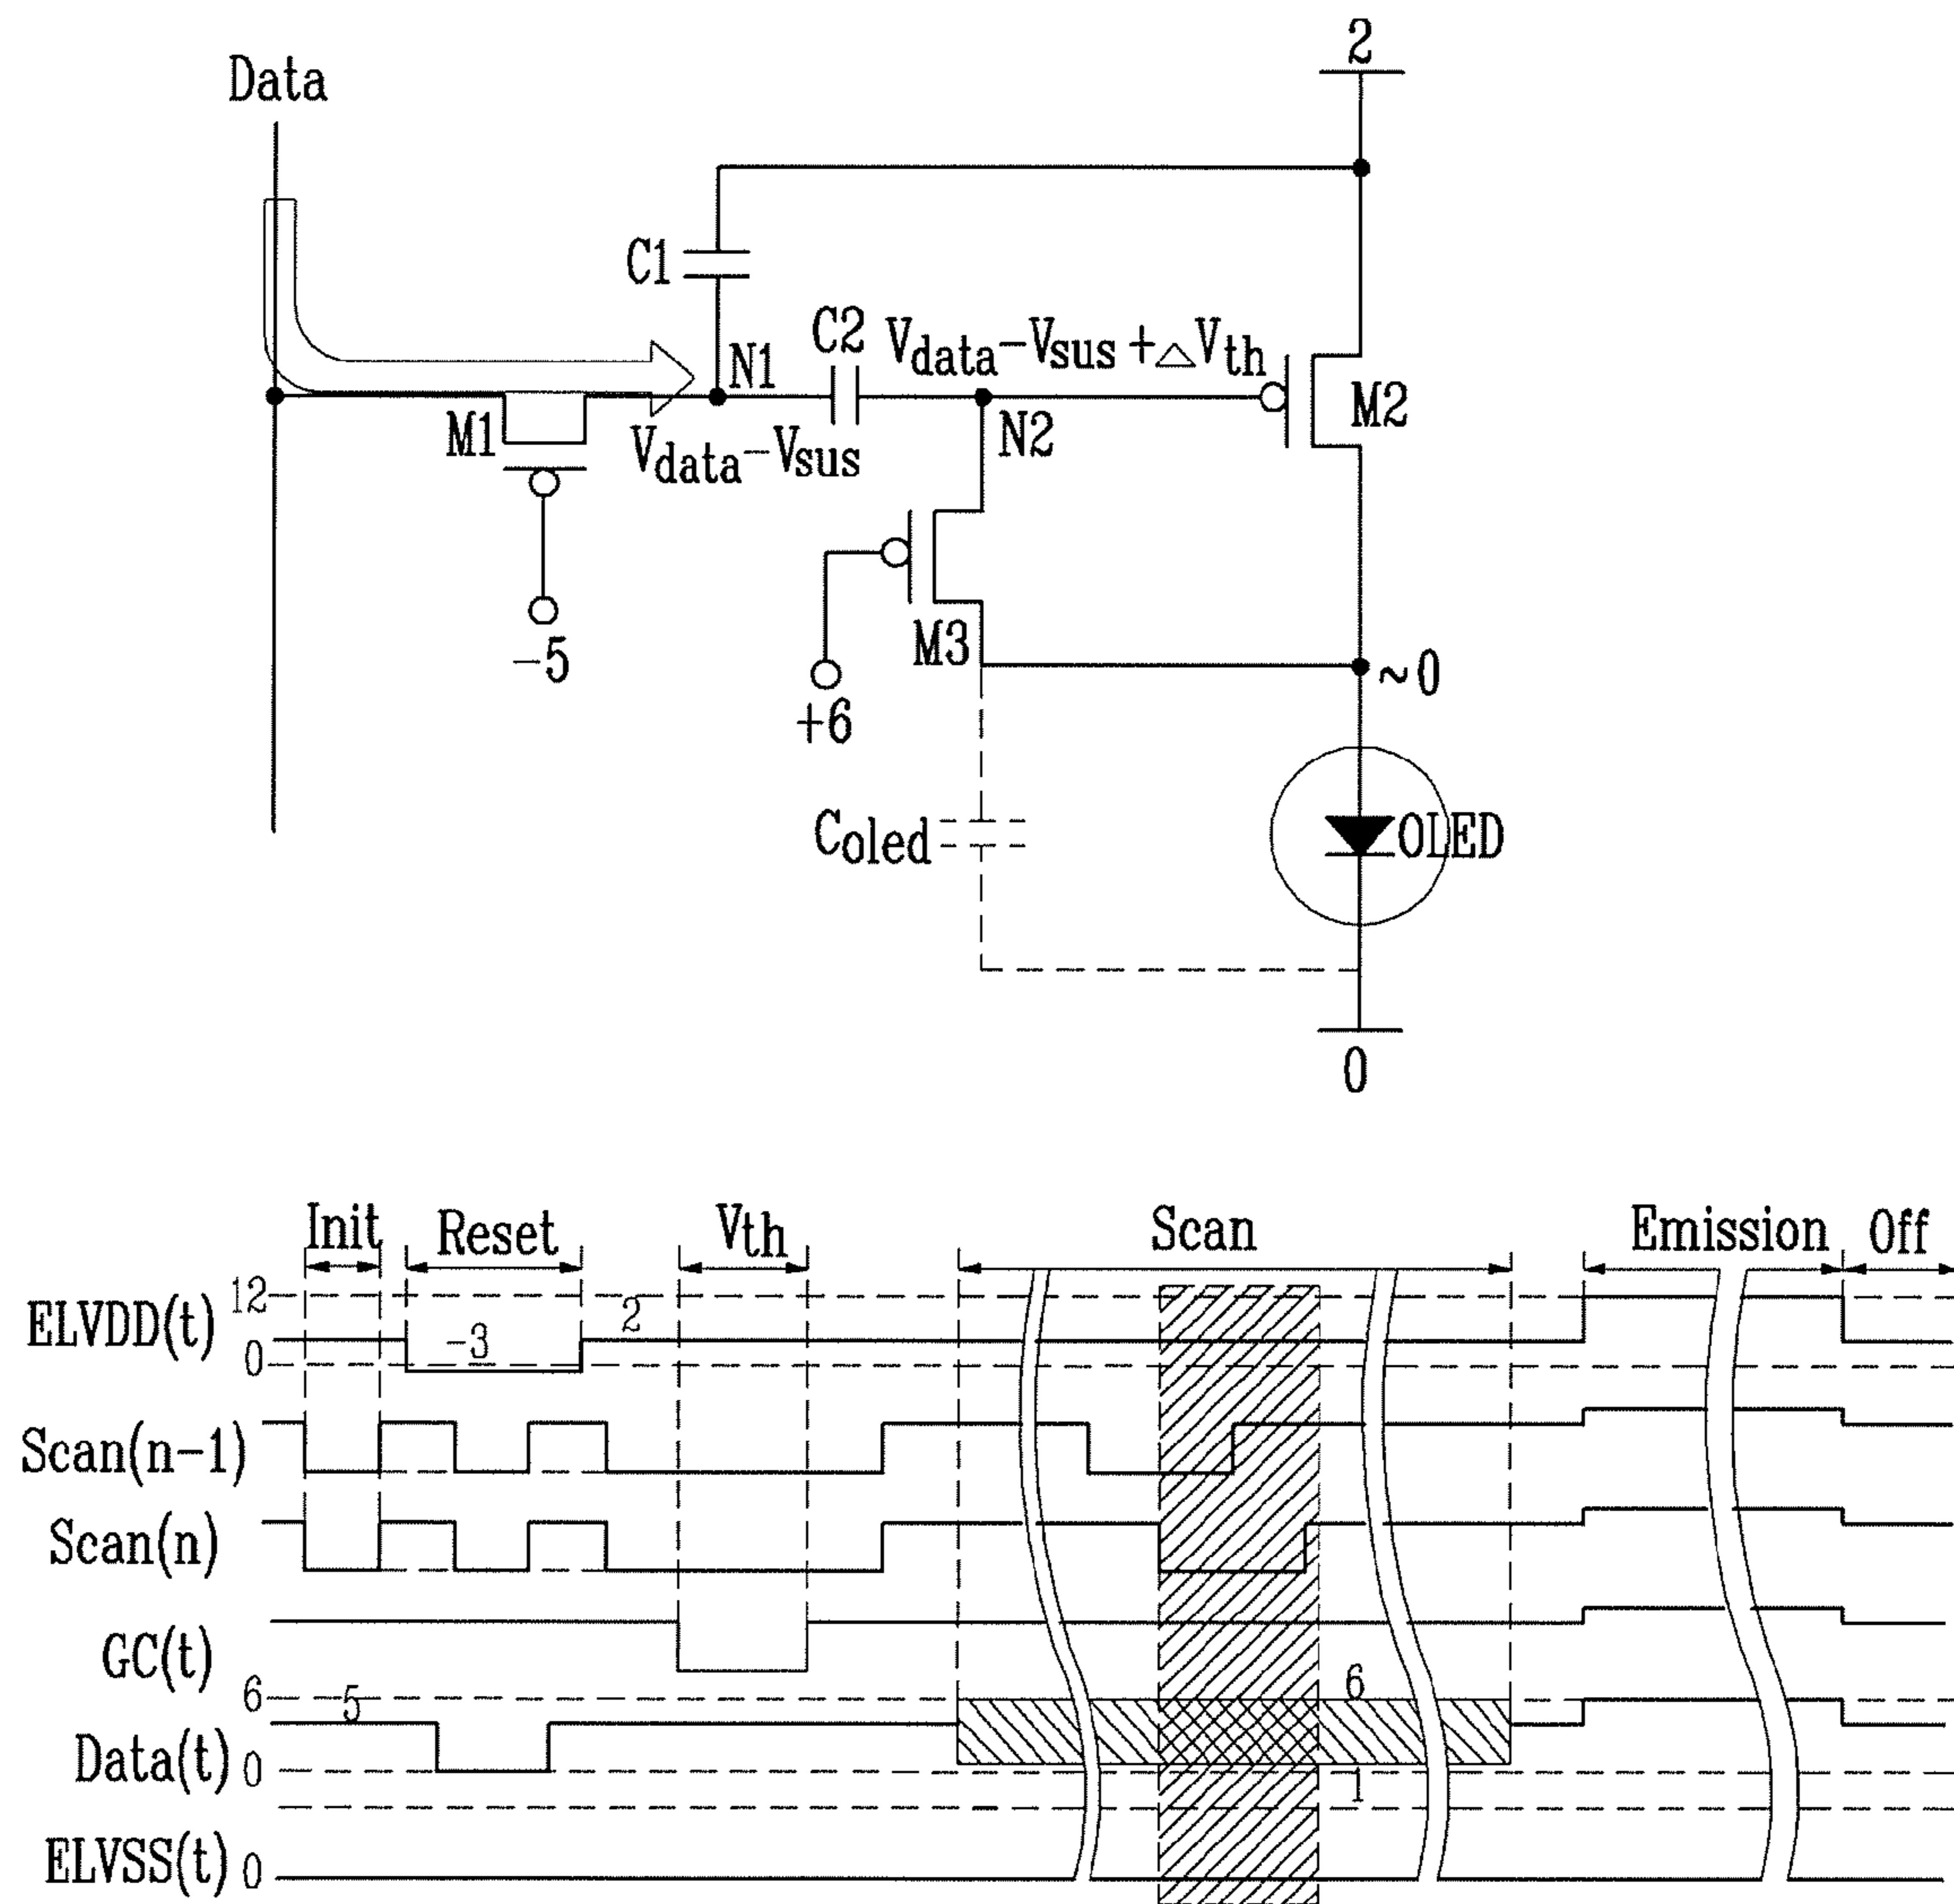 2
Data
C1
C2
Vdata-Vsus+△Vth
N1
M1
Vdata-Vsus
N2
M2
-5
M3
+6
~0
Coled
OLED
0
Init
Reset
Vth
Scan
Emission
Off
ELVDD(t)
12
0
-3
2
Scan(n-1)
Scan(n)
GC(t)
6
5
6
Data(t)
0
1
ELVSS(t)
0